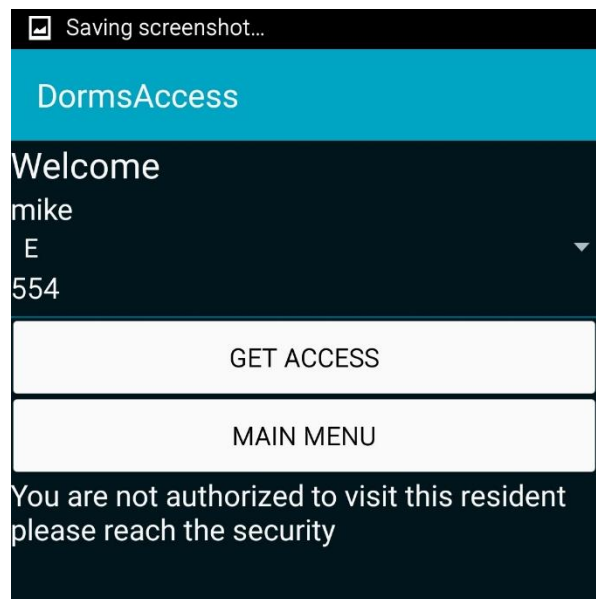 Saving screenshot...
DormsAccess
Welcome
mike
E
554
GET ACCESS
MAIN MENU
You are not authorized to visit this resident
please reach the security